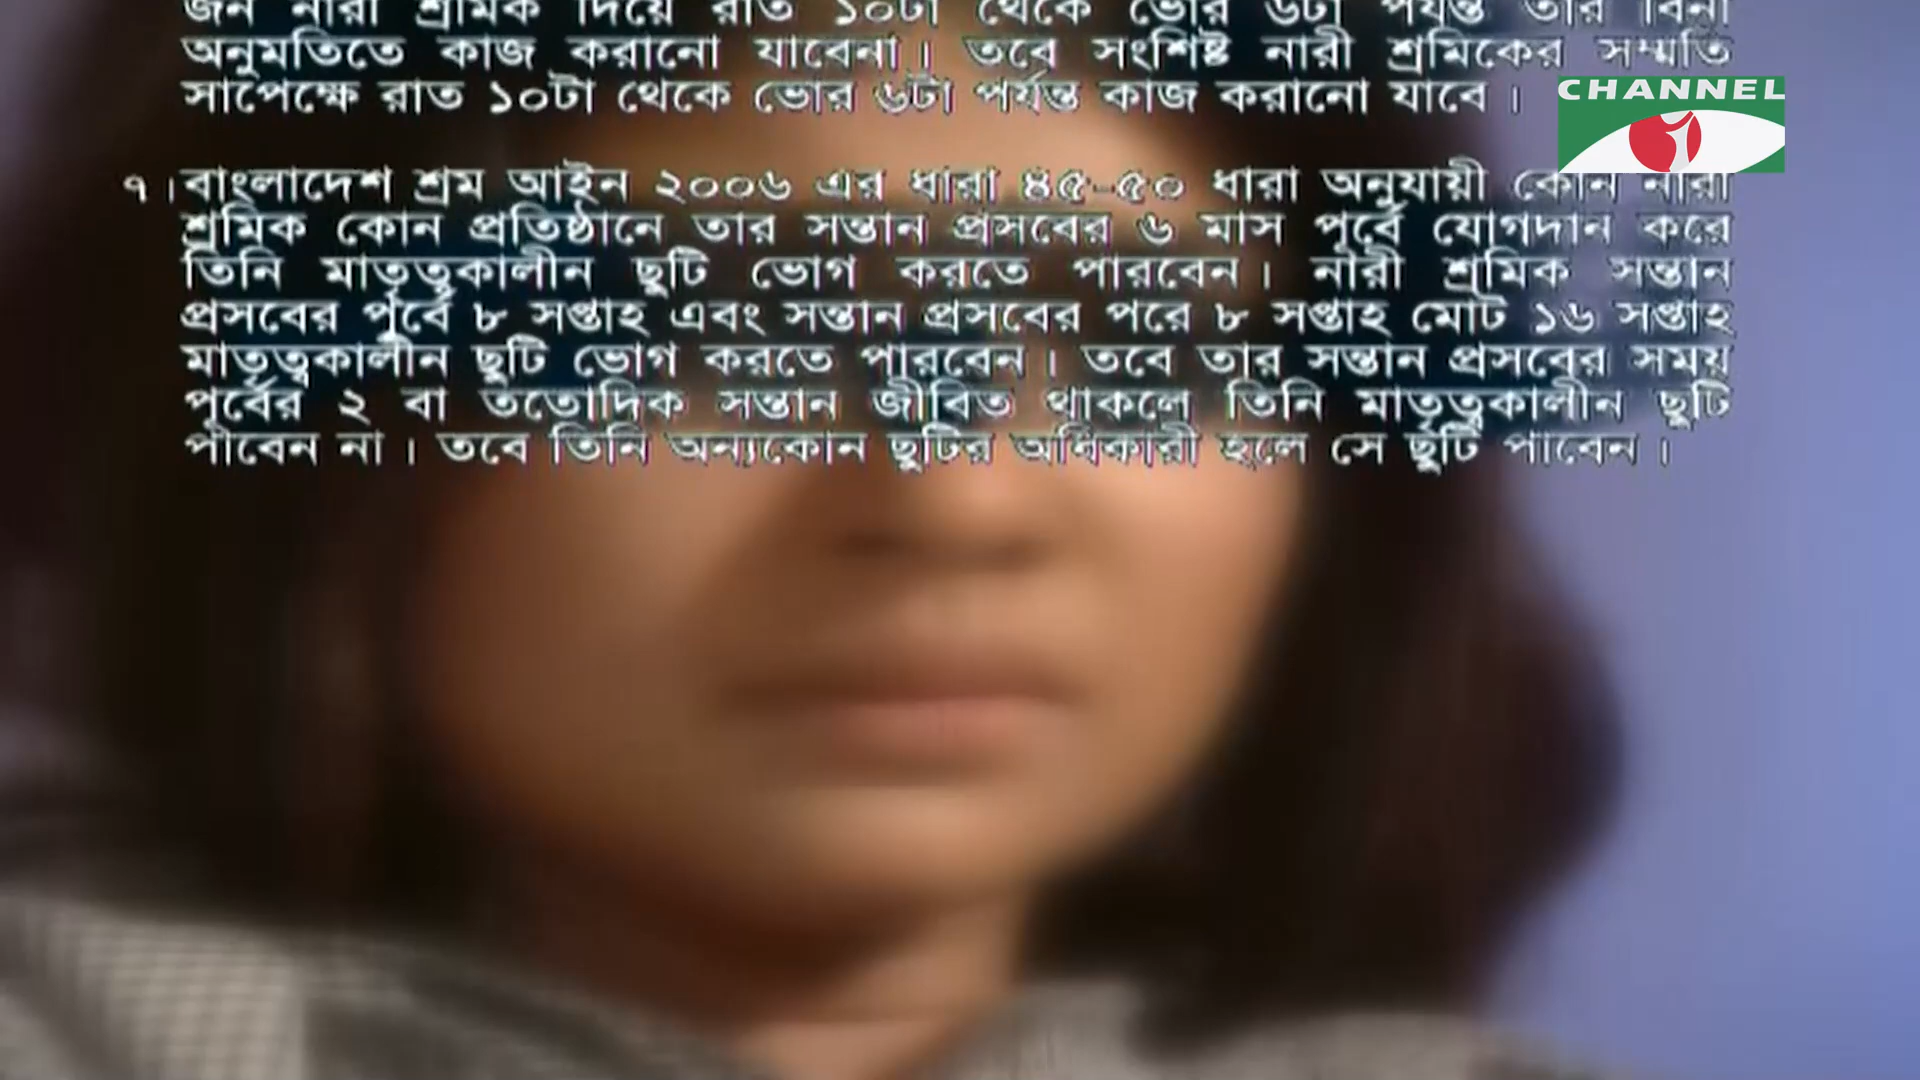 জন নারী শ্রমিক দিয়ে রাত ১০টা থেকে ভোর ৬টা পর্যন্ত তার বিনা
অনুমতিতে কাজ করানো যাবেনা। তবে সংশিষ্ট নারী শ্রমিকের সম্মতি
সাপেক্ষে রাত ১০টা থেকে ভোর ৬টা পর্যন্ত কাজ করানো যাবে।
CHANNEL i
৭। বাংলাদেশ শ্রম আইন ২০০৬ এর ধারা ৪৫-৫০ ধারা অনুযায়ী কোন নারী
শ্রমিক কোন প্রতিষ্ঠানে তার সন্তান প্রসবের ৬ মাস পূর্বে যোগদান করে
তিনি মাতৃত্বকালীন ছুটি ভোগ করতে পারবেন। নারী শ্রমিক সন্তান
প্রসবের পূর্বে ৮ সপ্তাহ এবং সন্তান প্রসবের পরে ৮ সপ্তাহ মোট ১৬ সপ্তাহ
মাতৃত্বকালীন ছুটি ভোগ করতে পারবেন। তবে তার সন্তান প্রসবের সময়
পূর্বের ২ বা ততোদিক সন্তান জীবিত থাকলে তিনি মাতৃত্বকালীন ছুটি
পাবেন না। তবে তিনি অন্যকোন ছুটির অধিকারী হলে সে ছুটি পাবেন।